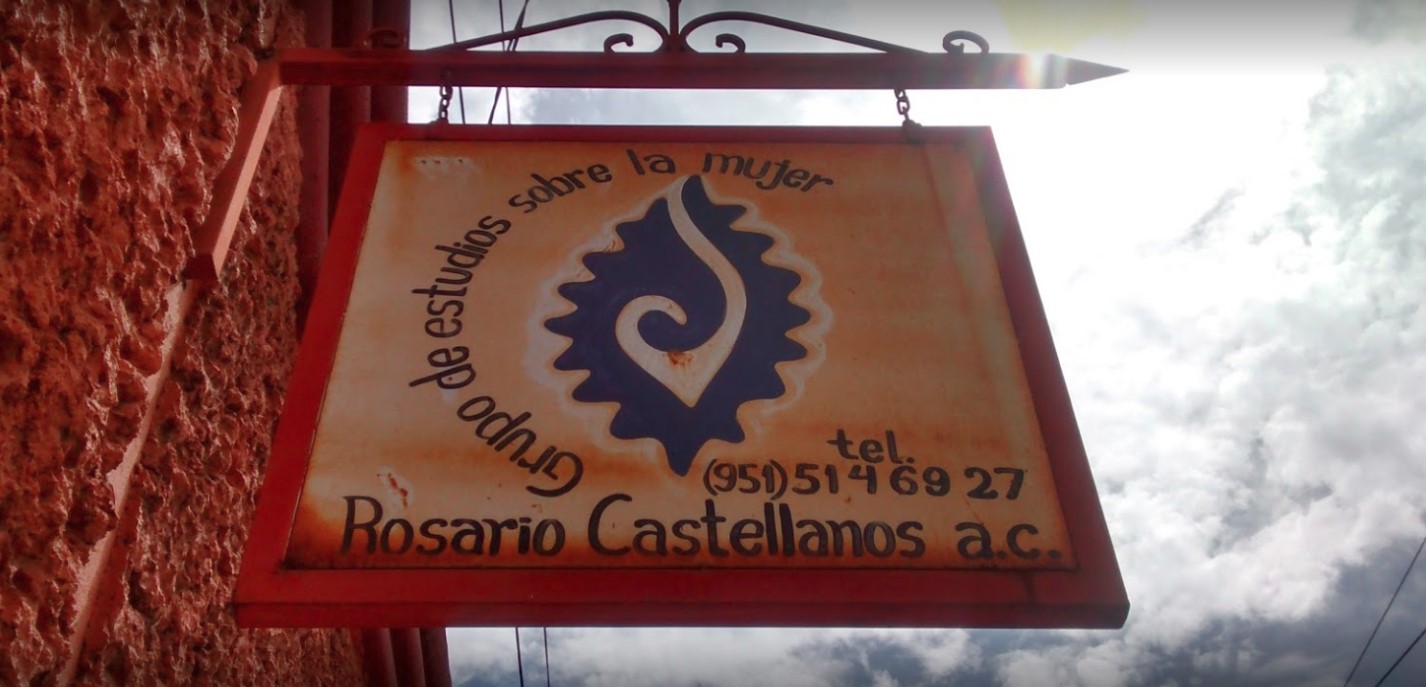 Grupo de estudios sobre la mujer
tel.
(951) 514 69 27
Rosario Castellanos a.c.